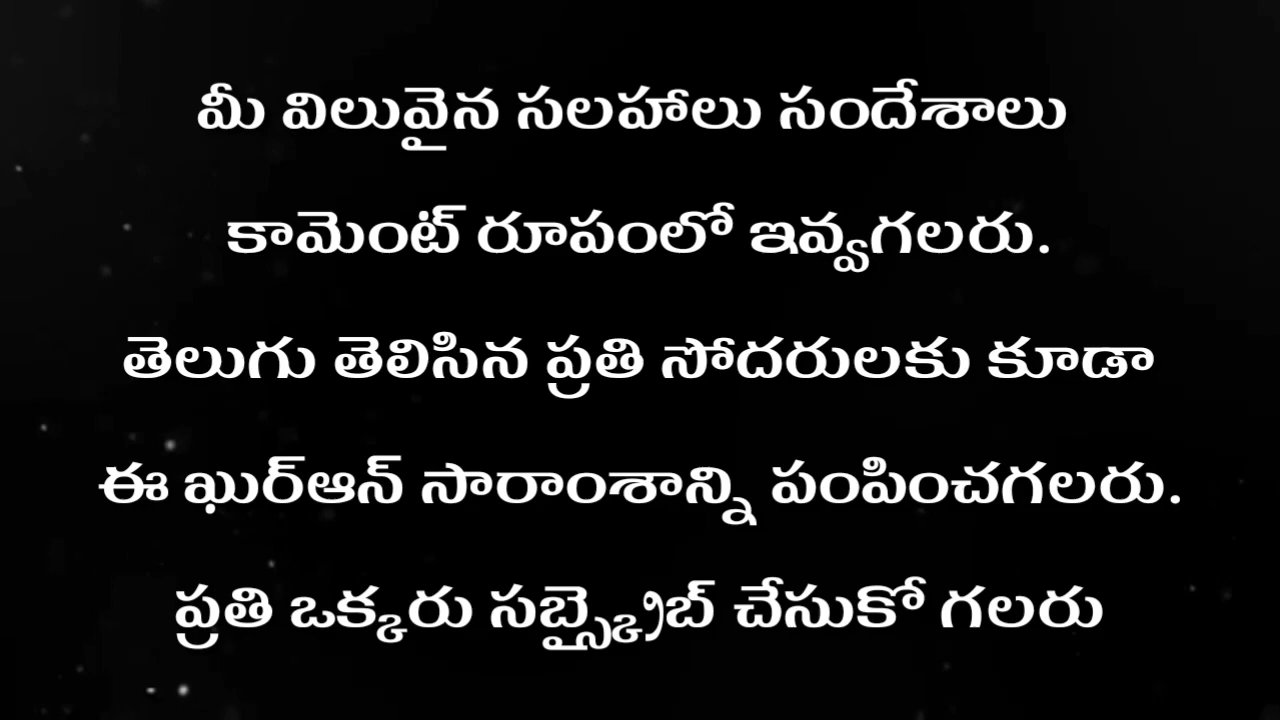 మీ విలువైన సలహాలు సందేశాలు
కామెంట్ రూపంలో ఇవ్వగలరు.
తెలుగు తెలిసిన ప్రతి సోదరులకు కూడా
ఈ ఖుర్ఆన్ సారాంశాన్ని పంపించగలరు.
ప్రతి ఒక్కరు సబ్స్క్రైబ్ చేసుకో గలరు